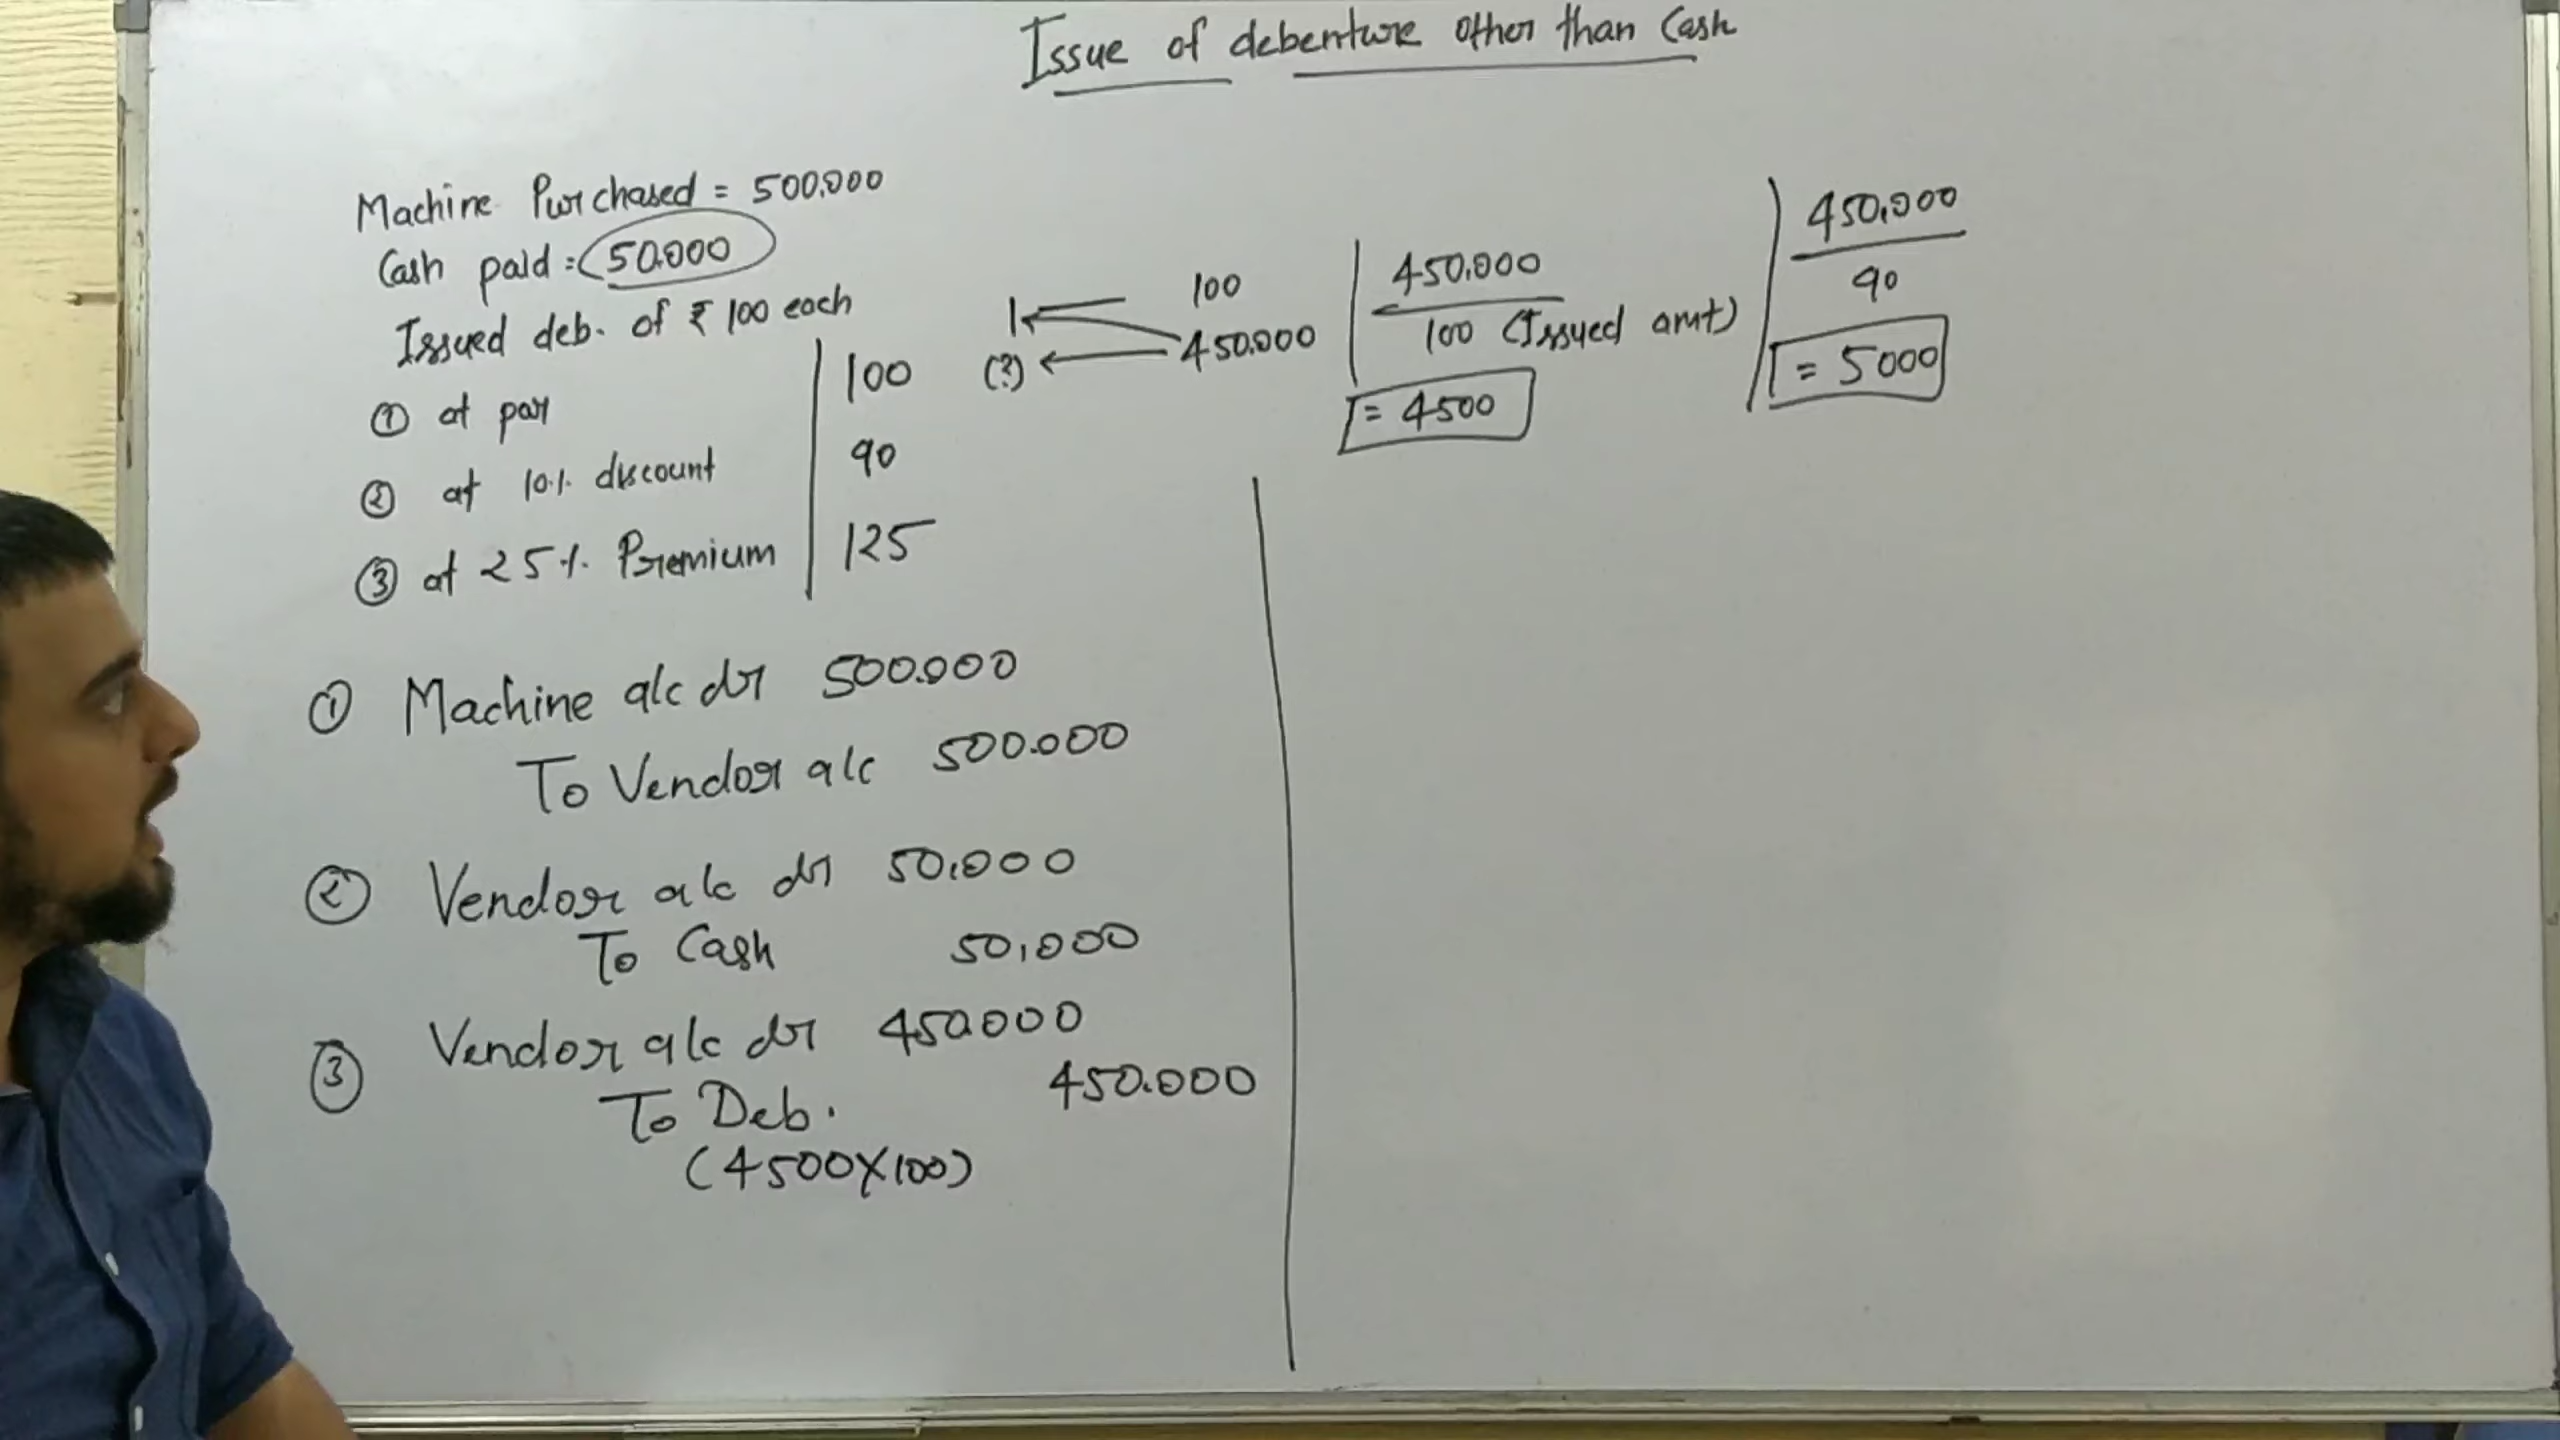 Issue of debenture other than Cash
Machine Purchased = 500,000
Cash paid = 50,000
Issued deb. of ₹ 100 each
① at par 100
② at 10% discount 90
③ at 25% Premium 125
1 100
(?) 450,000
450,000
100 (Issued amt)
= 4500
450,000
90
= 5000
① Machine a/c dr 500,000
To Vendor a/c 500,000
② Vendor a/c dr 50,000
To Cash 50,000
③ Vendor a/c dr 450000
To Deb. 450,000
(4500X100)